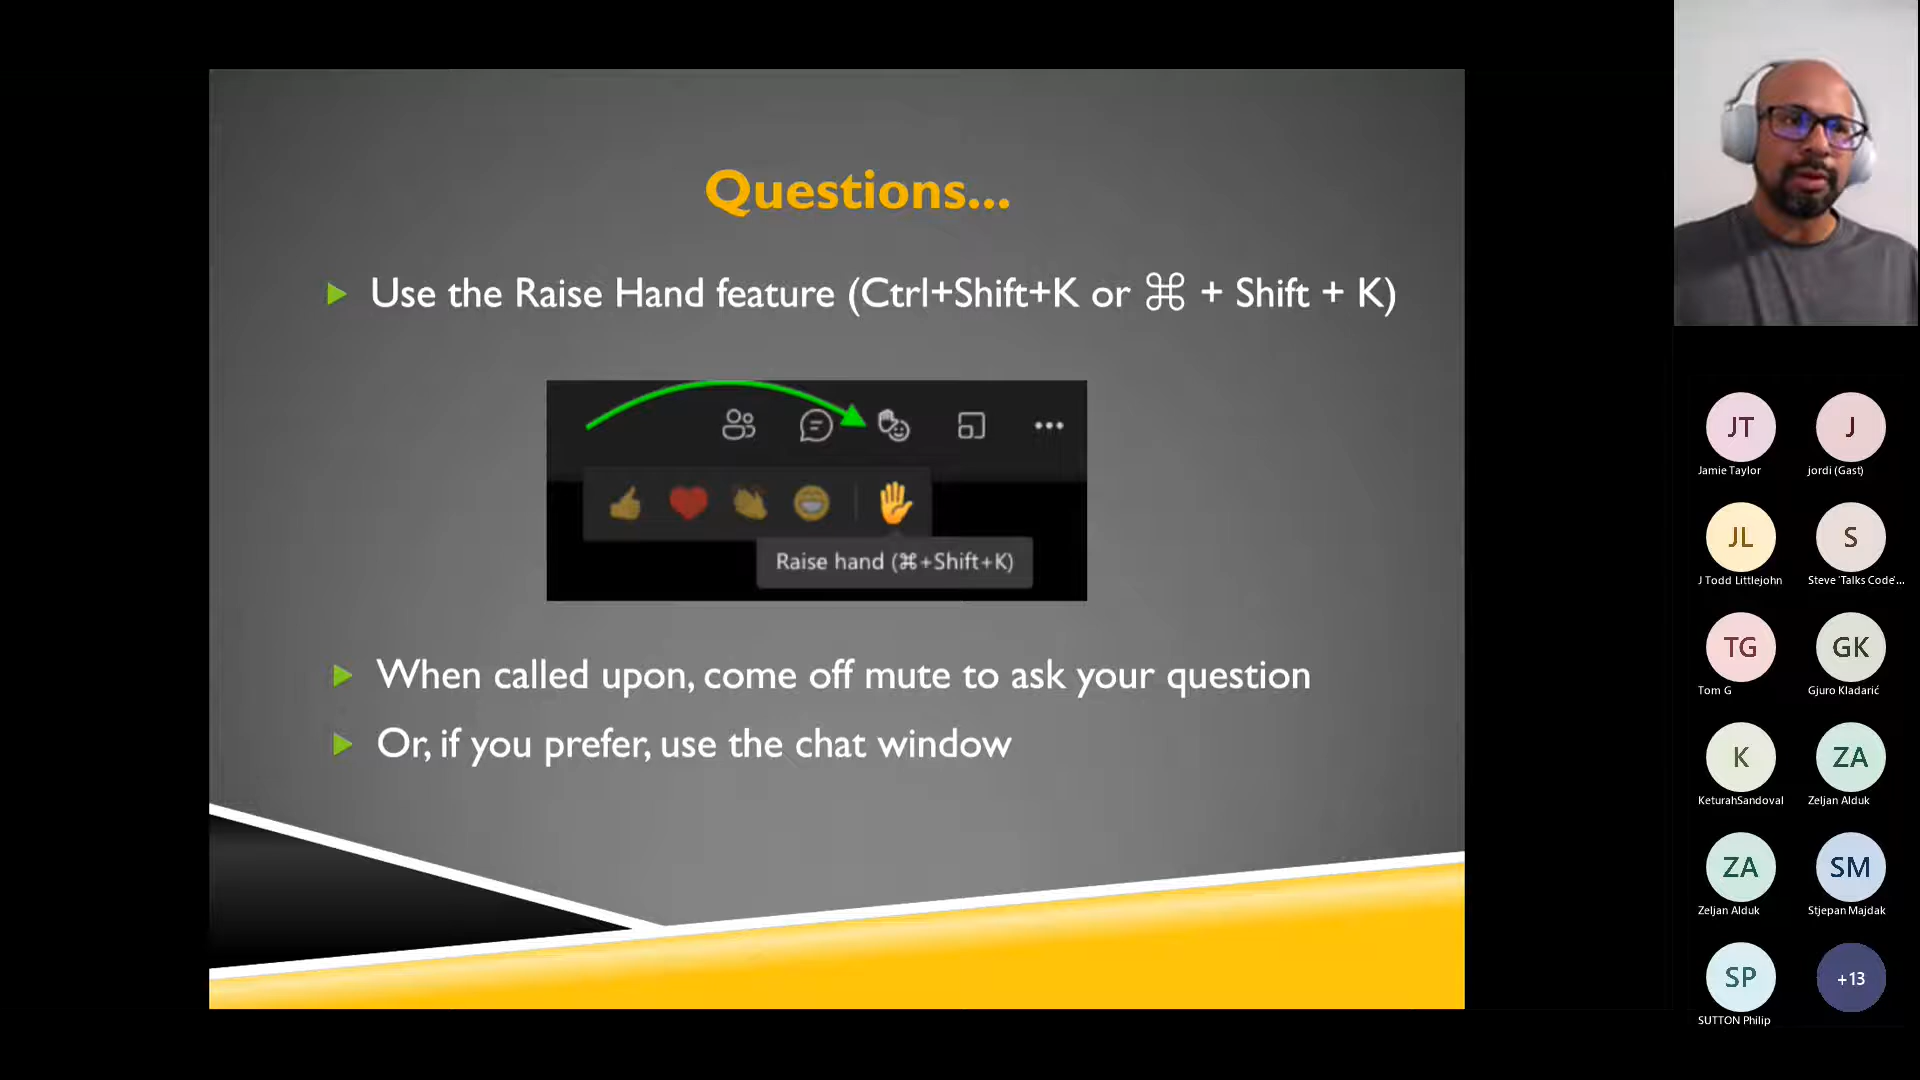 Questions...
Use the Raise Hand feature (Ctrl+Shift+K or ⌘ + Shift + K)
Raise hand (⌘+Shift+K)
When called upon, come off mute to ask your question
Or, if you prefer, use the chat window
JT
J
Jamie Taylor
jordi (Gast)
JL
S
J Todd Littlejohn
Steve 'Talks Code'...
TG
GK
Tom G
Gjuro Kladarić
K
ZA
KeturahSandoval
Zeljan Alduk
ZA
SM
Zeljan Alduk
Stjepan Majdak
SP
+13
SUTTON Philip